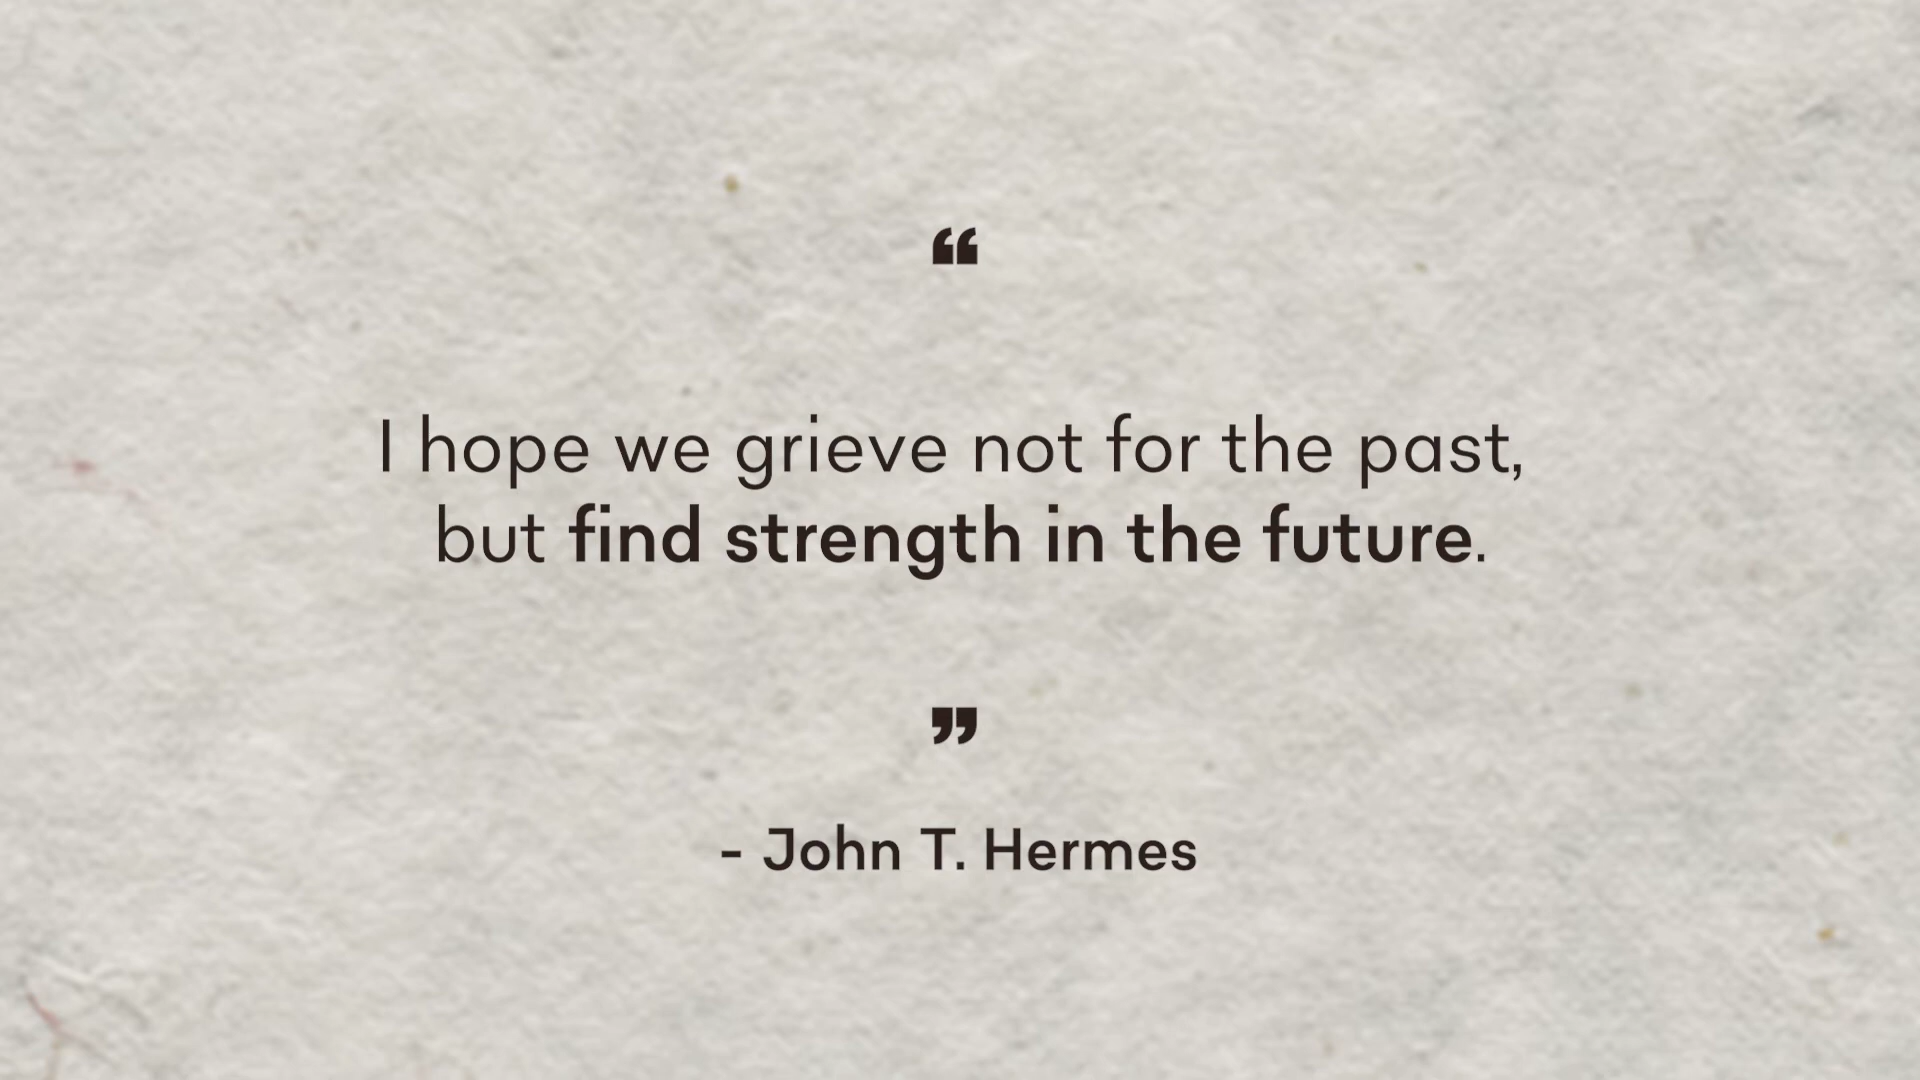 “
I hope we grieve not for the past,
but find strength in the future.
”
- John T. Hermes